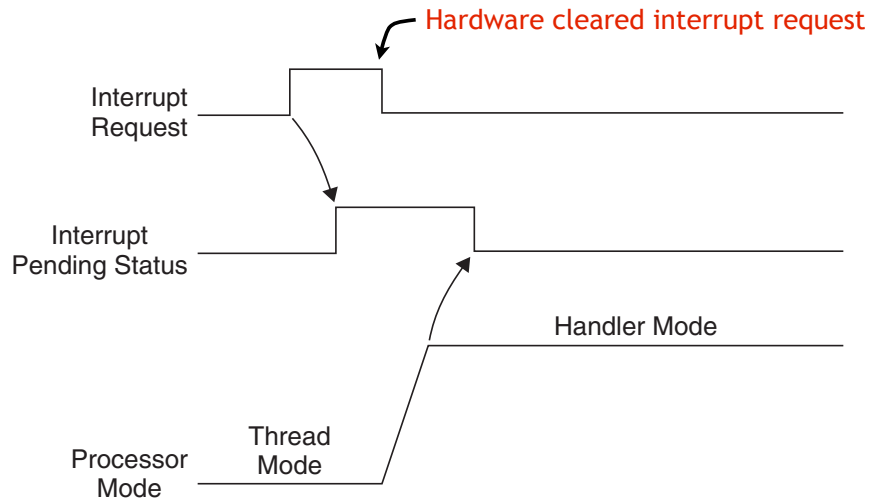 Hardware cleared interrupt request
Interrupt
Request
Interrupt
Pending Status
Handler Mode
Thread
Mode
Processor
Mode